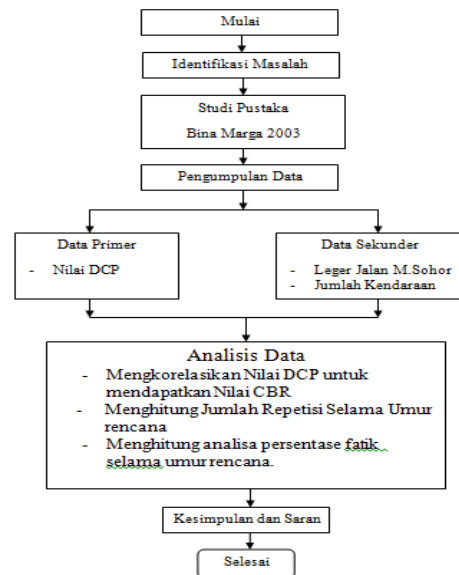 Mulai
Identifikasi Masalah
Studi Pustaka
Bina Marga 2003
Pengumpulan Data
Data Primer
- Nilai DCP
Data Sekunder
- Leger Jalan M.Sohor
- Jumlah Kendaraan
Analisis Data
- Mengkorelasikan Nilai DCP untuk
mendapatkan Nilai CBR
- Menghitung Jumlah Repetisi Selama Umur
rencana
- Menghitung analisa persentase fatik
selama umur rencana.
Kesimpulan dan Saran
Selesai